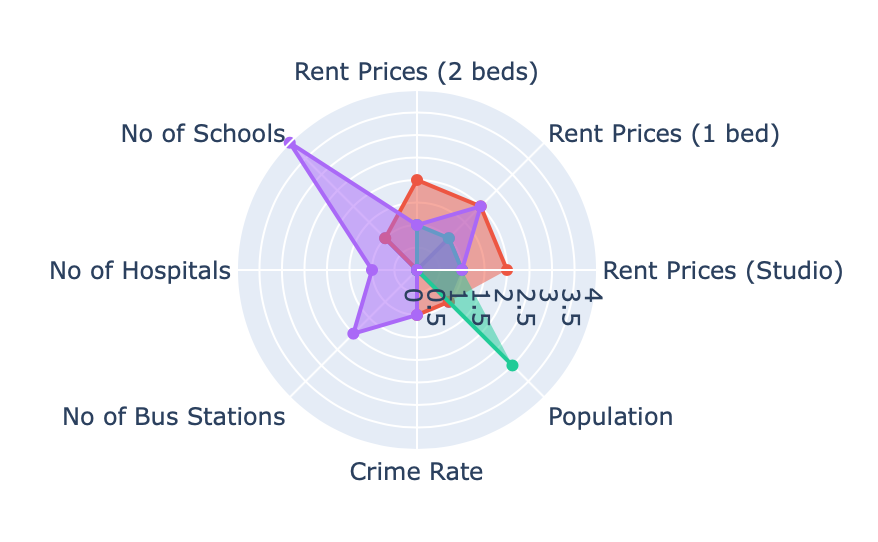 Rent Prices (2 beds)
No of Schools
Rent Prices (1 bed)
No of Hospitals
Rent Prices (Studio)
0
0.5
1
1.5
2
2.5
3
3.5
4
No of Bus Stations
Population
Crime Rate